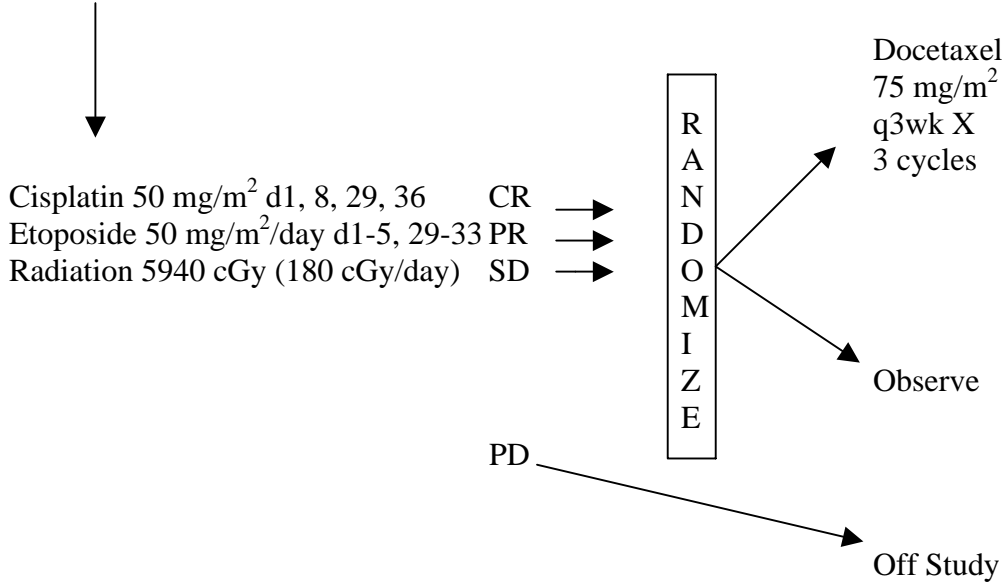 Docetaxel
75 mg/m²
q3wk X
3 cycles
Cisplatin 50 mg/m² d1, 8, 29, 36 CR
Etoposide 50 mg/m²/day d1-5, 29-33 PR
Radiation 5940 cGy (180 cGy/day) SD
R
A
N
D
O
M
I
Z
E
Observe
PD
Off Study